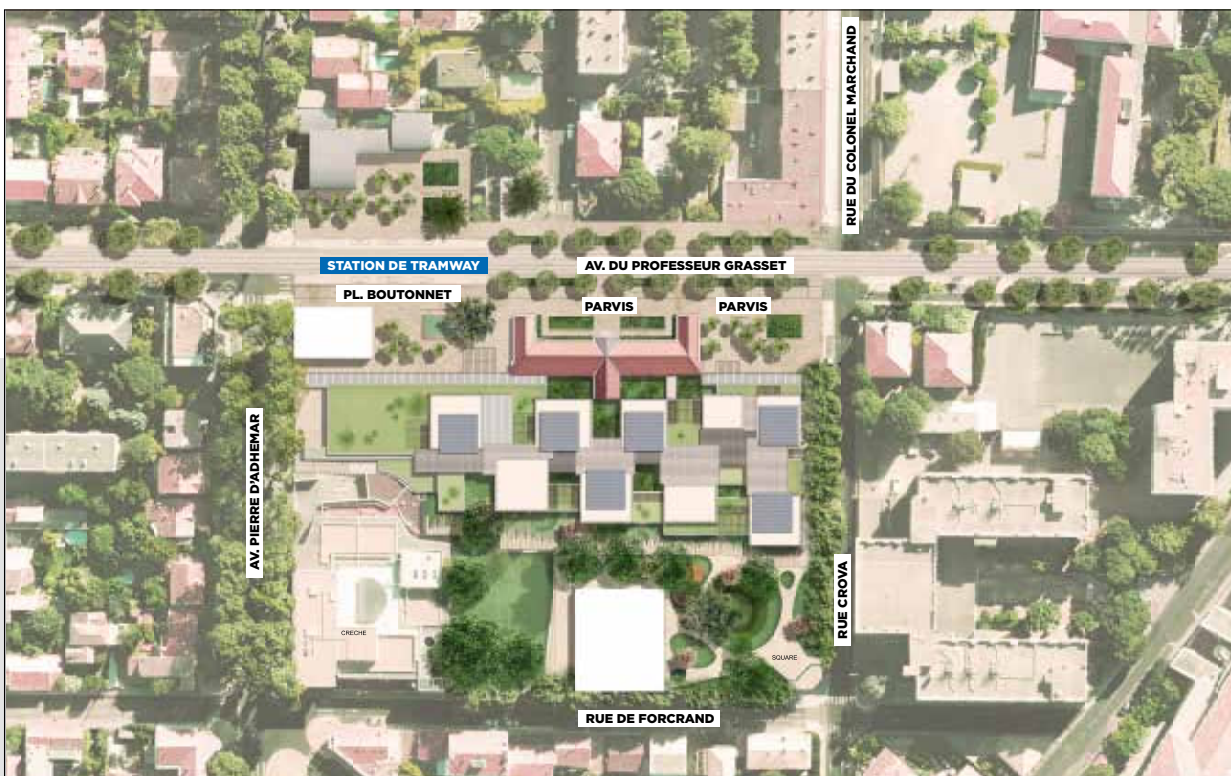 RUE DU COLONEL MARCHAND
STATION DE TRAMWAY
AV. DU PROFESSEUR GRASSET
PL. BOUTONNET
PARVIS
PARVIS
AV. PIERRE D'ADHEMAR
RUE CROVA
CRECHE
SQUARE
RUE DE FORCRAND